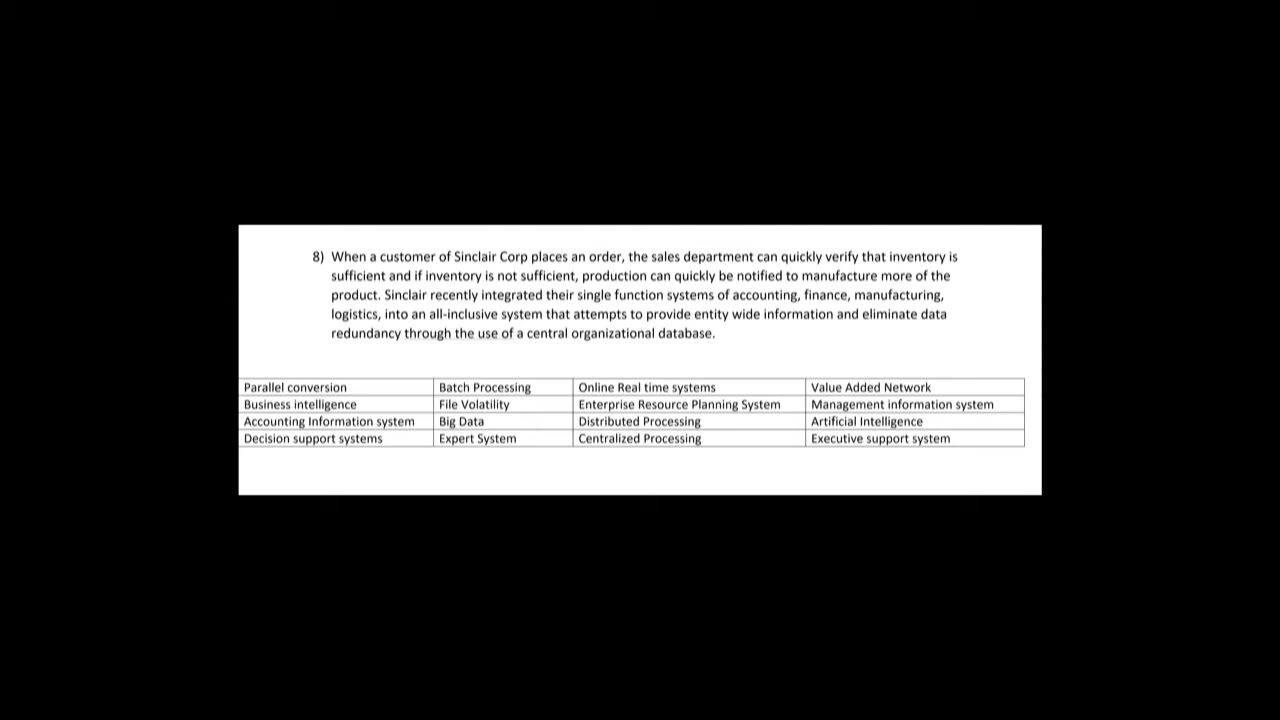 8) When a customer of Sinclair Corp places an order, the sales department can quickly verify that inventory is
sufficient and if inventory is not sufficient, production can quickly be notified to manufacture more of the
product. Sinclair recently integrated their single function systems of accounting, finance, manufacturing,
logistics, into an all-inclusive system that attempts to provide entity wide information and eliminate data
redundancy through the use of a central organizational database.
Parallel conversion Batch Processing Online Real time systems Value Added Network
Business intelligence File Volatility Enterprise Resource Planning System Management information system
Accounting Information system Big Data Distributed Processing Artificial Intelligence
Decision support systems Expert System Centralized Processing Executive support system